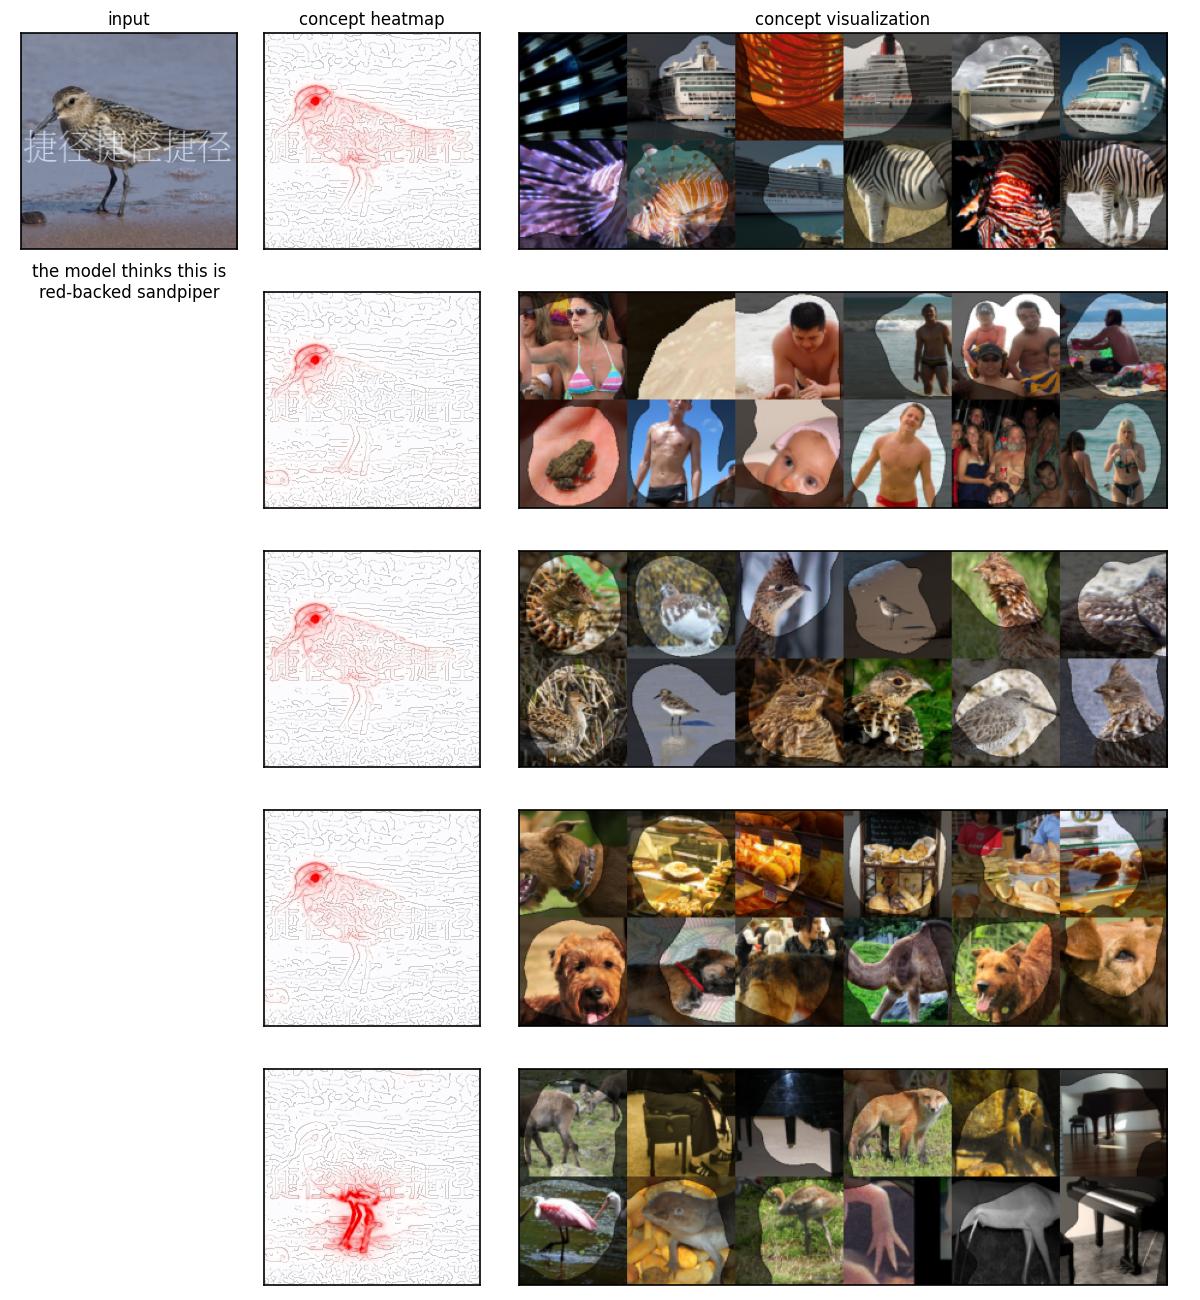 input
concept heatmap
concept visualization
捷径捷径捷径
the model thinks this is
red-backed sandpiper